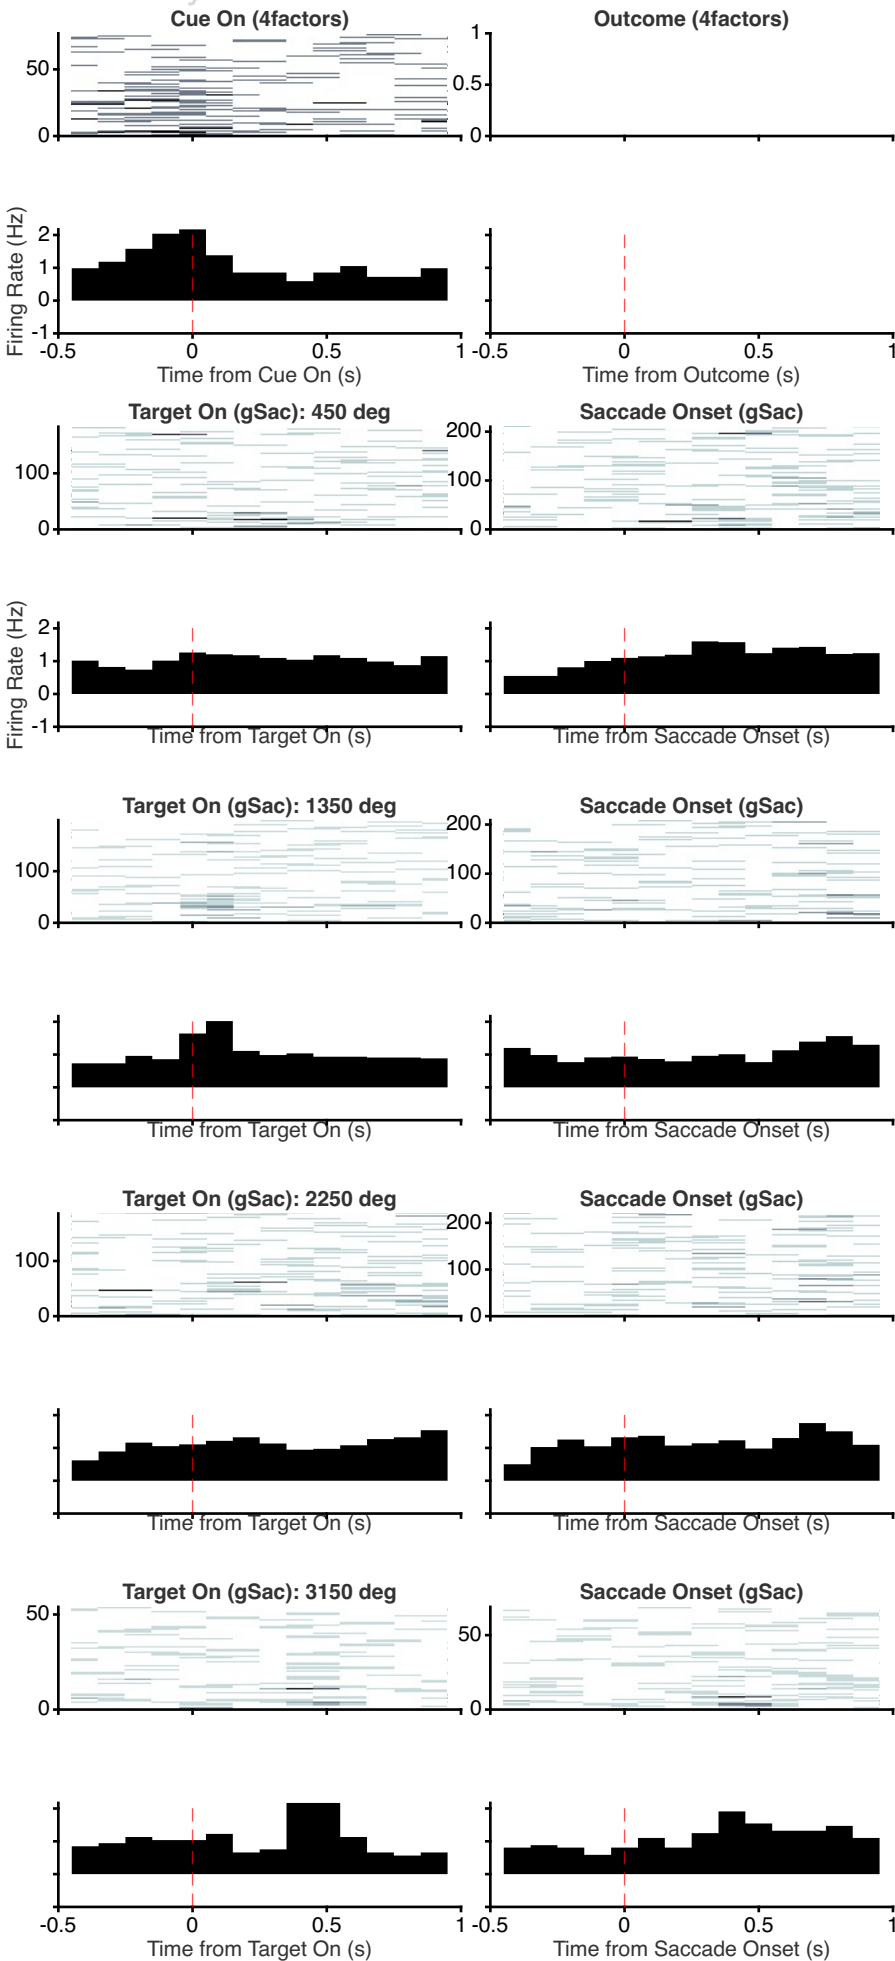 Cue On (4factors) Outcome (4factors)
50
0
1
0.5
0
Firing Rate (Hz)
2
1
0
-1
-0.5 0 0.5 1 -0.5 0 0.5 1
Time from Cue On (s) Time from Outcome (s)
Target On (gSac): 450 deg Saccade Onset (gSac)
100
0
200
100
0
Firing Rate (Hz)
2
1
0
-1
Time from Target On (s) Time from Saccade Onset (s)
Target On (gSac): 1350 deg Saccade Onset (gSac)
100
0
200
100
0
Time from Target On (s) Time from Saccade Onset (s)
Target On (gSac): 2250 deg Saccade Onset (gSac)
100
0
200
100
0
Time from Target On (s) Time from Saccade Onset (s)
Target On (gSac): 3150 deg Saccade Onset (gSac)
50
0
50
0
-0.5 0 0.5 1 -0.5 0 0.5 1
Time from Target On (s) Time from Saccade Onset (s)